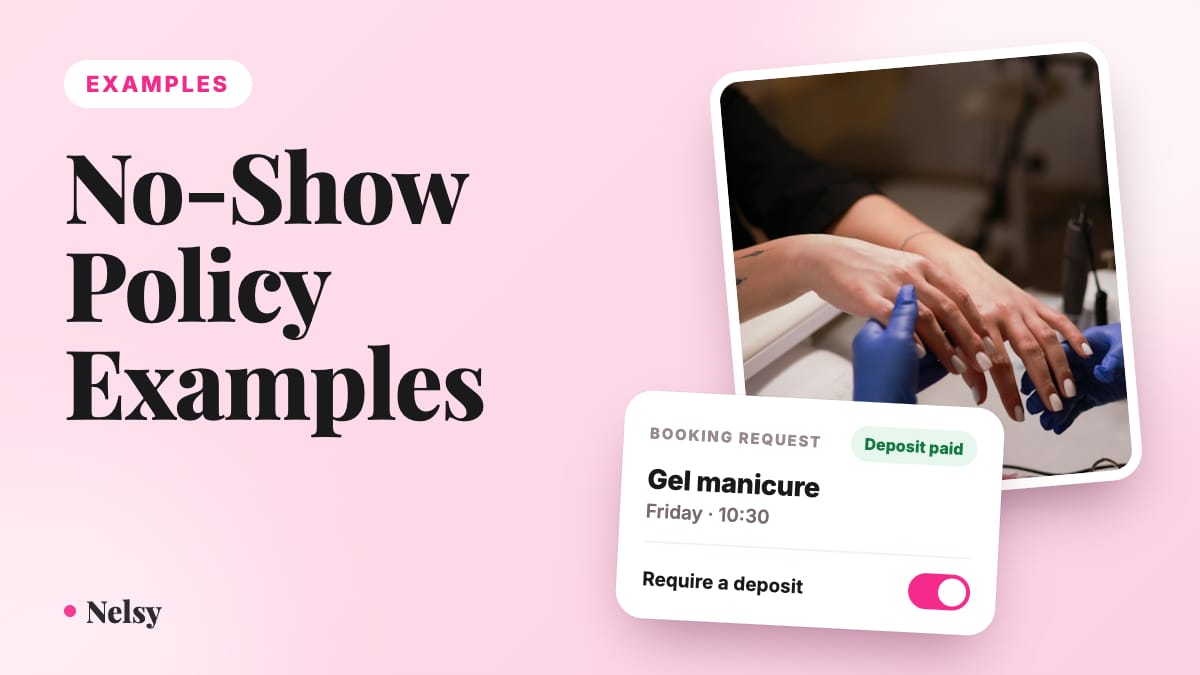 EXAMPLES
No-Show
Policy
Examples
BOOKING REQUEST
Deposit paid
Gel manicure
Friday · 10:30
Require a deposit
Nelsy